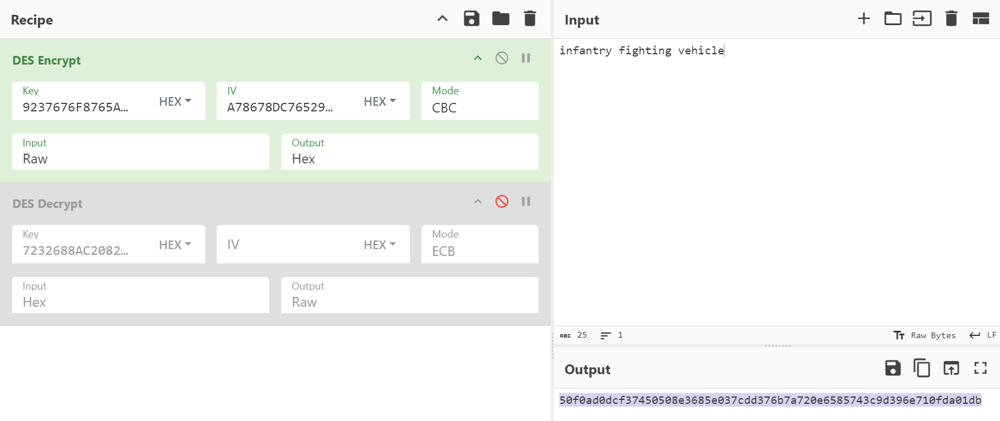 Recipe
DES Encrypt
Key
9237676F8765A...
HEX
IV
A78678DC76529...
HEX
Mode
CBC
Input
Raw
Output
Hex
DES Decrypt
Key
7232688AC2082...
HEX
IV
HEX
Mode
ECB
Input
Hex
Output
Raw
Input
infantry fighting vehicle
ABC 25 1
Tт Raw Bytes LF
Output
50f0ad0dcf37450508e3685e037cdd376b7a720e6585743c9d396e710fda01db